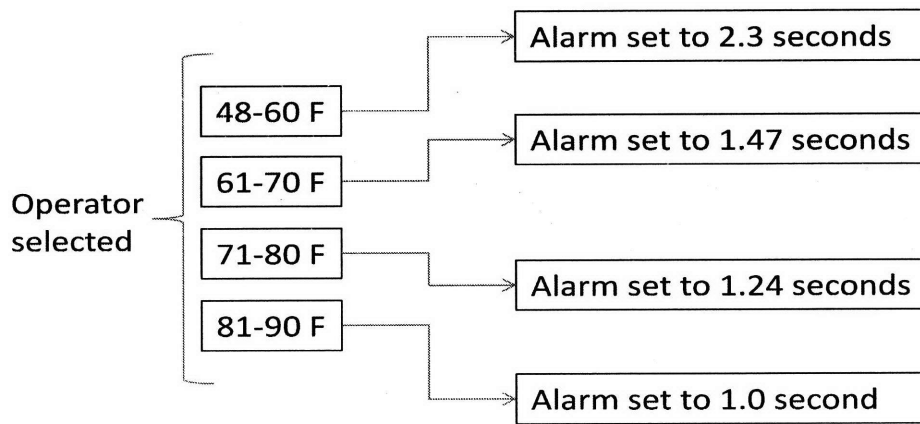 Alarm set to 2.3 seconds
48-60 F
Alarm set to 1.47 seconds
61-70 F
Operator
selected
71-80 F
Alarm set to 1.24 seconds
81-90 F
Alarm set to 1.0 second